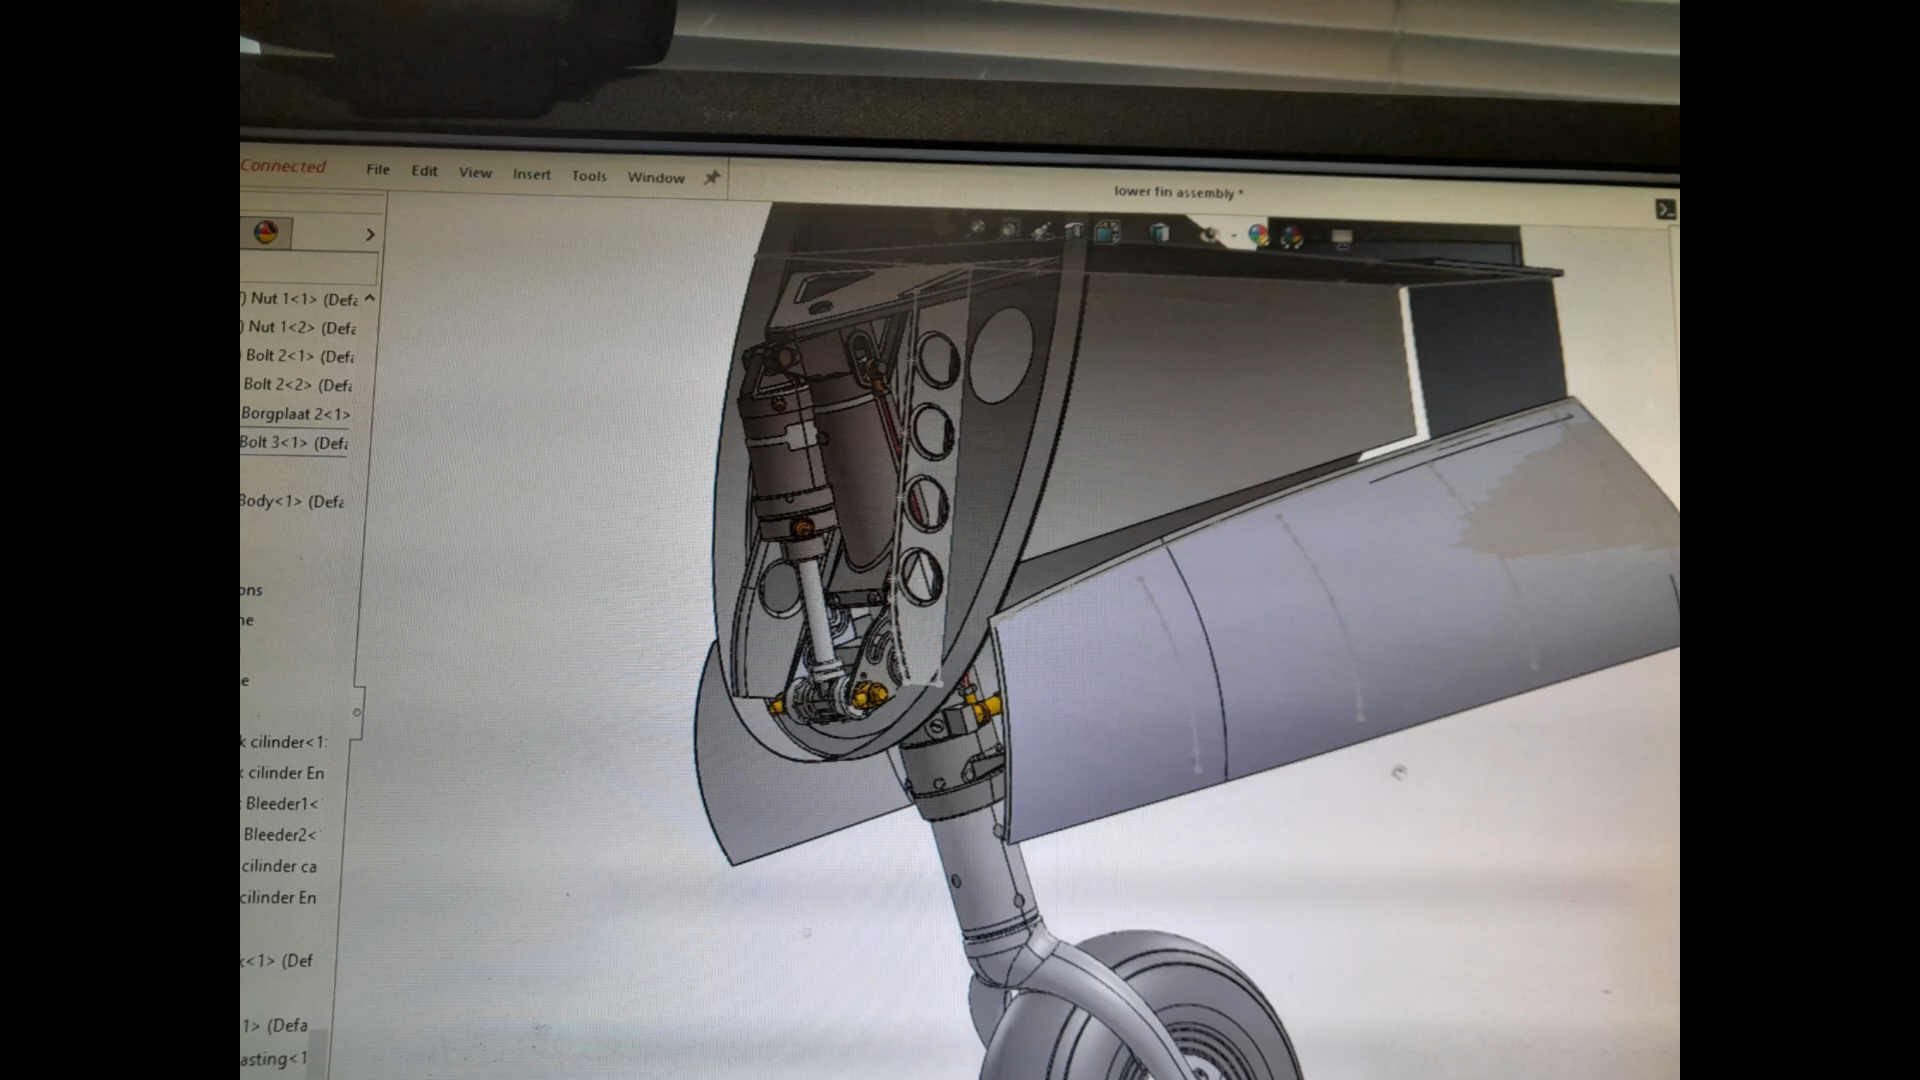 Connected
File Edit View Insert Tools Window
lower fin assembly *
) Nut 1<1> (Defa
) Nut 1<2> (Defa
Bolt 2<1> (Defa
Bolt 2<2> (Defa
Borgplaat 2<1>
Bolt 3<1> (Defa
Body<1> (Defa
ons
ne
e
k cilinder<1
cilinder En
Bleeder1<
Bleeder2<
cilinder ca
cilinder En
<1> (Def
1> (Defa
asting<1